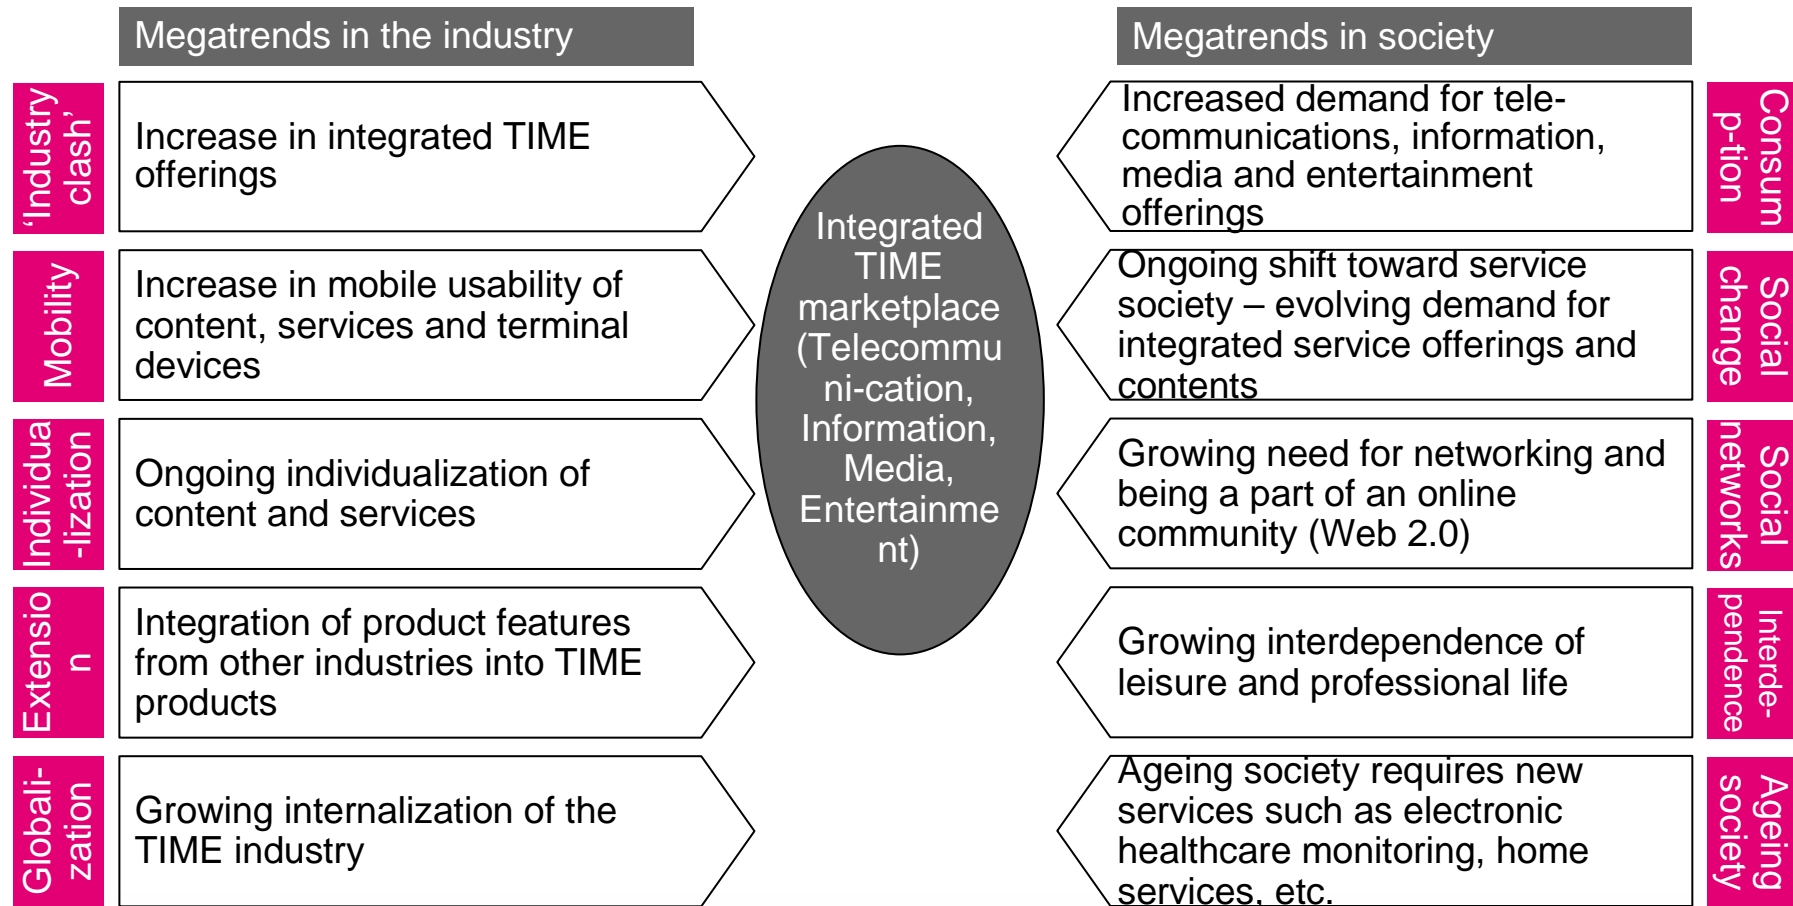 Megatrends in the industry
Megatrends in society
‘Industry
clash’
Increase in integrated TIME
offerings
Increased demand for tele-
communications, information,
media and entertainment
offerings
Consum
p-tion
Mobility
Increase in mobile usability of
content, services and terminal
devices
Integrated
TIME
marketplace
(Telecommu
ni-cation,
Information,
Media,
Entertainme
nt)
Ongoing shift toward service
society – evolving demand for
integrated service offerings and
contents
Social
change
Individua
-lization
Ongoing individualization of
content and services
Growing need for networking and
being a part of an online
community (Web 2.0)
Social
networks
Extensio
n
Integration of product features
from other industries into TIME
products
Growing interdependence of
leisure and professional life
Interde-
pendence
Globali-
zation
Growing internalization of the
TIME industry
Ageing society requires new
services such as electronic
healthcare monitoring, home
services, etc.
Ageing
society